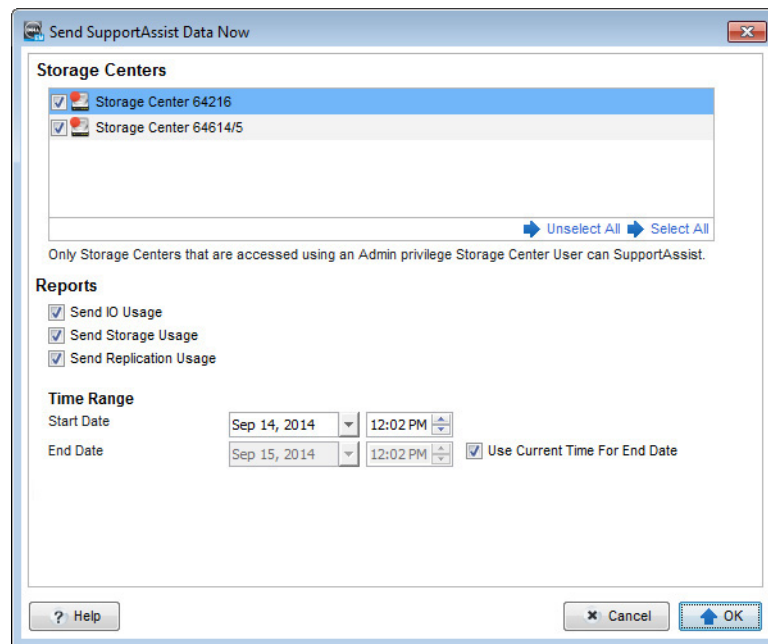 Send SupportAssist Data Now
Storage Centers
Storage Center 64216
Storage Center 64614/5
Unselect All Select All
Only Storage Centers that are accessed using an Admin privilege Storage Center User can SupportAssist.
Reports
Send IO Usage
Send Storage Usage
Send Replication Usage
Time Range
Start Date Sep 14, 2014 12:02 PM
End Date Sep 15, 2014 12:02 PM Use Current Time For End Date
? Help Cancel OK